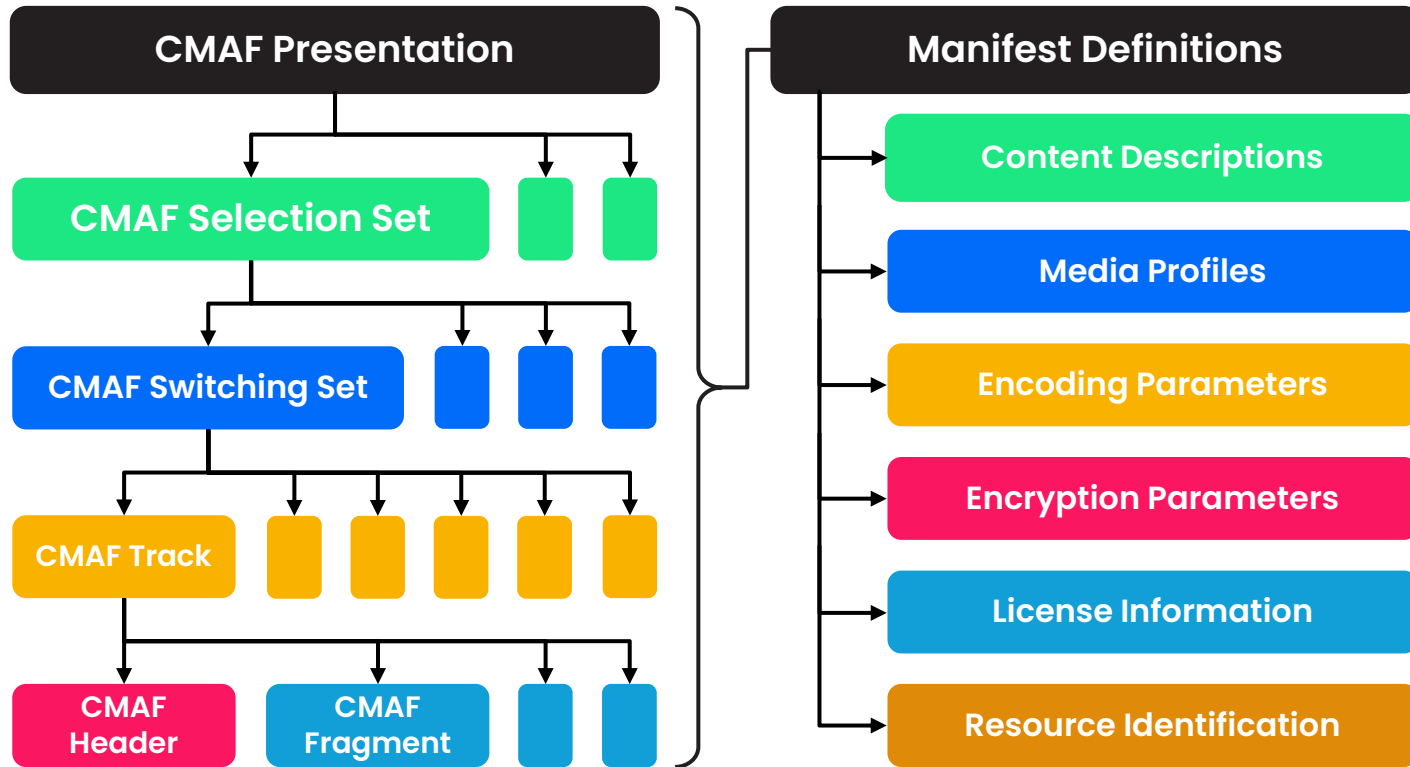 CMAF Presentation
CMAF Selection Set
CMAF Switching Set
CMAF Track
CMAF
Header
CMAF
Fragment
Manifest Definitions
Content Descriptions
Media Profiles
Encoding Parameters
Encryption Parameters
License Information
Resource Identification